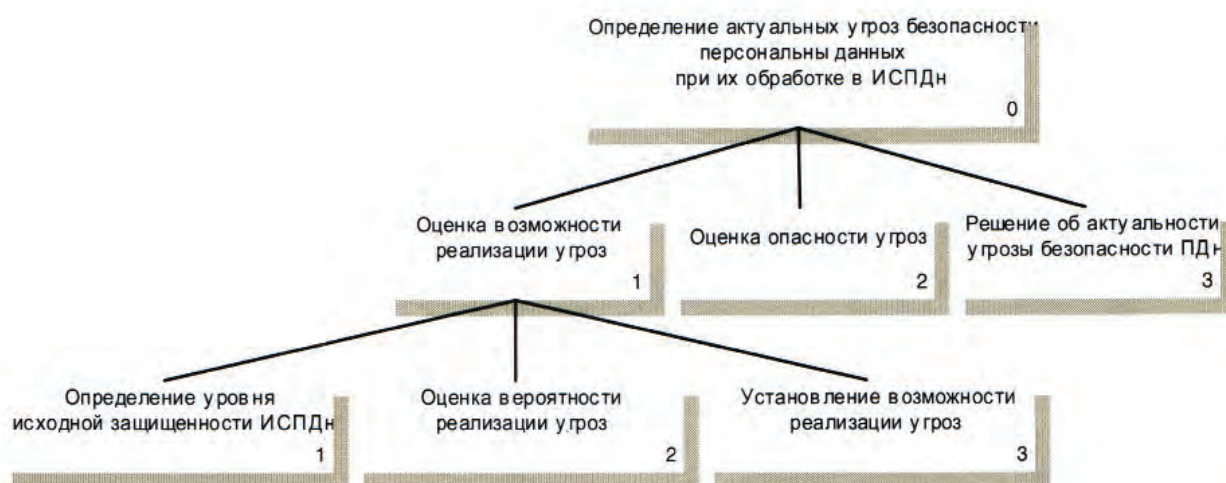 Определение актуальных угроз безопасности
персональны данных
при их обработке в ИСПДн
0
Оценка возможности
реализации угроз
1
Оценка опасности угроз
2
Решение об актуальности
угрозы безопасности ПДн
3
Определение уровня
исходной защищенности ИСПДн
1
Оценка вероятности
реализации угроз
2
Установление возможности
реализации угроз
3